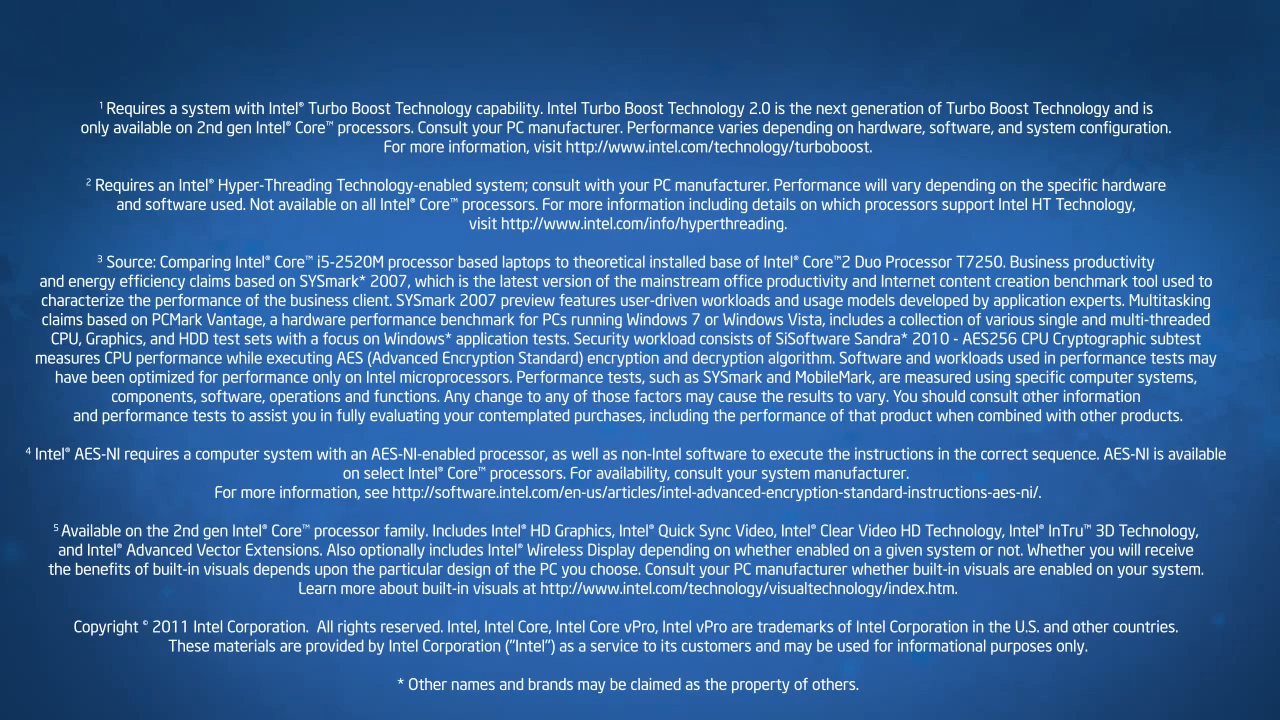 ¹ Requires a system with Intel® Turbo Boost Technology capability. Intel Turbo Boost Technology 2.0 is the next generation of Turbo Boost Technology and is
only available on 2nd gen Intel® Core™ processors. Consult your PC manufacturer. Performance varies depending on hardware, software, and system configuration.
For more information, visit http://www.intel.com/technology/turboboost.
² Requires an Intel® Hyper-Threading Technology-enabled system; consult with your PC manufacturer. Performance will vary depending on the specific hardware
and software used. Not available on all Intel® Core™ processors. For more information including details on which processors support Intel HT Technology,
visit http://www.intel.com/info/hyperthreading.
³ Source: Comparing Intel® Core™ i5-2520M processor based laptops to theoretical installed base of Intel® Core™2 Duo Processor T7250. Business productivity
and energy efficiency claims based on SYSmark* 2007, which is the latest version of the mainstream office productivity and Internet content creation benchmark tool used to
characterize the performance of the business client. SYSmark 2007 preview features user-driven workloads and usage models developed by application experts. Multitasking
claims based on PCMark Vantage, a hardware performance benchmark for PCs running Windows 7 or Windows Vista, includes a collection of various single and multi-threaded
CPU, Graphics, and HDD test sets with a focus on Windows* application tests. Security workload consists of SiSoftware Sandra* 2010 - AES256 CPU Cryptographic subtest
measures CPU performance while executing AES (Advanced Encryption Standard) encryption and decryption algorithm. Software and workloads used in performance tests may
have been optimized for performance only on Intel microprocessors. Performance tests, such as SYSmark and MobileMark, are measured using specific computer systems,
components, software, operations and functions. Any change to any of those factors may cause the results to vary. You should consult other information
and performance tests to assist you in fully evaluating your contemplated purchases, including the performance of that product when combined with other products.
⁴ Intel® AES-NI requires a computer system with an AES-NI-enabled processor, as well as non-Intel software to execute the instructions in the correct sequence. AES-NI is available
on select Intel® Core™ processors. For availability, consult your system manufacturer.
For more information, see http://software.intel.com/en-us/articles/intel-advanced-encryption-standard-instructions-aes-ni/.
⁵ Available on the 2nd gen Intel® Core™ processor family. Includes Intel® HD Graphics, Intel® Quick Sync Video, Intel® Clear Video HD Technology, Intel® InTru™ 3D Technology,
and Intel® Advanced Vector Extensions. Also optionally includes Intel® Wireless Display depending on whether enabled on a given system or not. Whether you will receive
the benefits of built-in visuals depends upon the particular design of the PC you choose. Consult your PC manufacturer whether built-in visuals are enabled on your system.
Learn more about built-in visuals at http://www.intel.com/technology/visualtechnology/index.htm.
Copyright © 2011 Intel Corporation. All rights reserved. Intel, Intel Core, Intel Core vPro, Intel vPro are trademarks of Intel Corporation in the U.S. and other countries.
These materials are provided by Intel Corporation ("Intel") as a service to its customers and may be used for informational purposes only.
* Other names and brands may be claimed as the property of others.